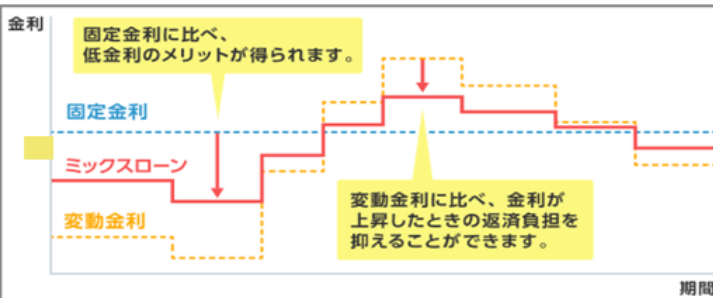 金利
固定金利に比べ、
低金利のメリットが得られます。
固定金利
ミックスローン
変動金利
変動金利に比べ、金利が
上昇したときの返済負担を
抑えることができます。
期間